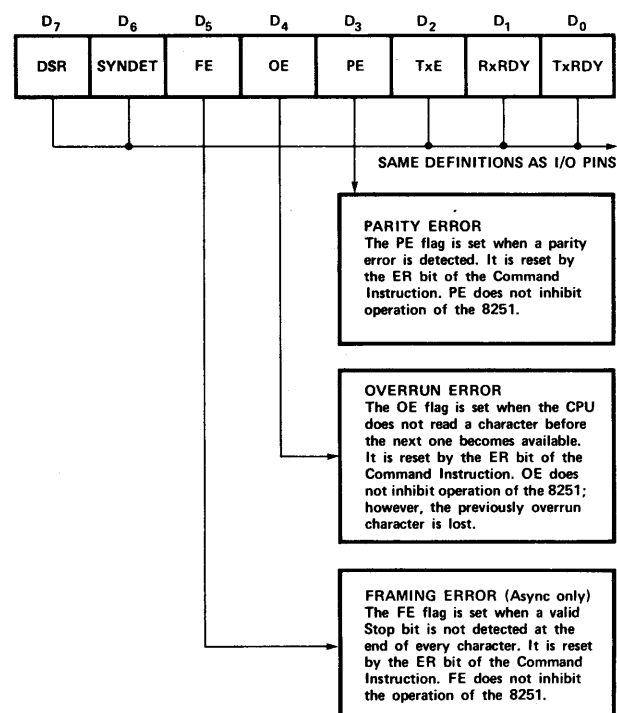 D7 D6 D5 D4 D3 D2 D1 D0
DSR SYNDET FE OE PE TxE RxRDY TxRDY
SAME DEFINITIONS AS I/O PINS
PARITY ERROR
The PE flag is set when a parity
error is detected. It is reset by
the ER bit of the Command
Instruction. PE does not inhibit
operation of the 8251.
OVERRUN ERROR
The OE flag is set when the CPU
does not read a character before
the next one becomes available.
It is reset by the ER bit of the
Command Instruction. OE does
not inhibit operation of the 8251;
however, the previously overrun
character is lost.
FRAMING ERROR (Async only)
The FE flag is set when a valid
Stop bit is not detected at the
end of every character. It is reset
by the ER bit of the Command
Instruction. FE does not inhibit
the operation of the 8251.